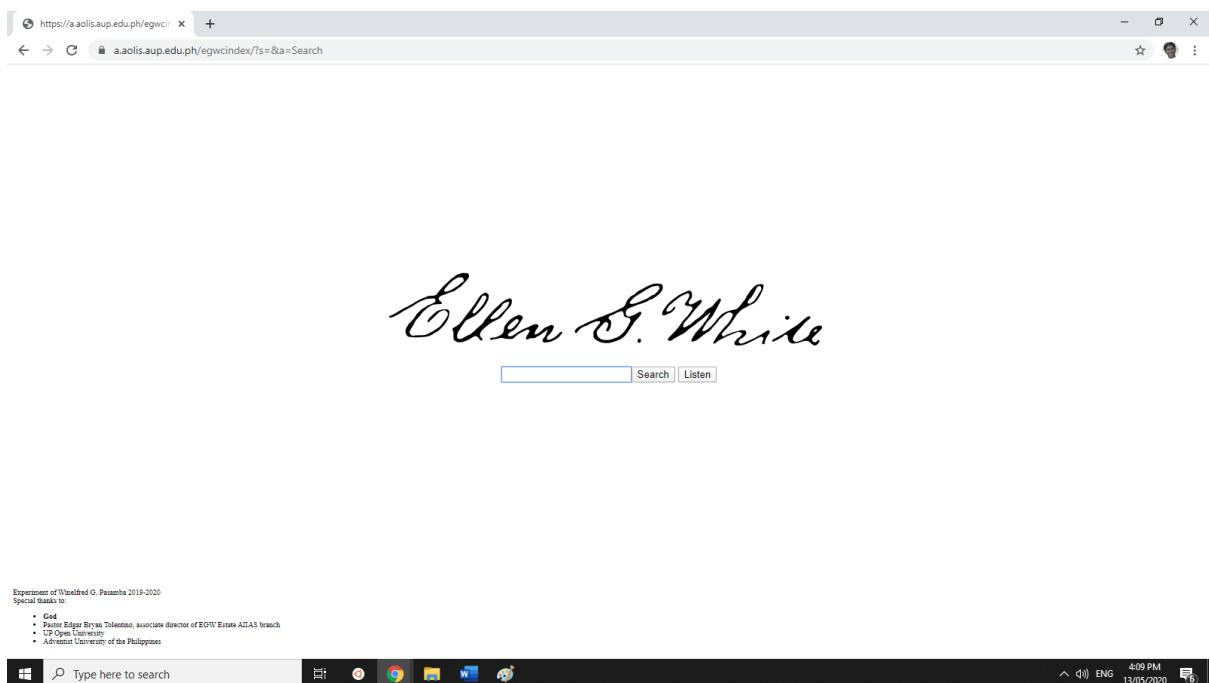 https://a.aolis.aup.edu.ph/egwcin
a.aolis.aup.edu.ph/egwcindex/?s=&a=Search
Ellen G. White
Search Listen
Experiment of Winelfred G. Pasamba 2019-2020
Special thanks to:
God
Pastor Edgar Bryan Tolentino, associate director of EGW Estate AIIAS branch
UP Open University
Adventist University of the Philippines
Type here to search
ENG
4:09 PM
13/05/2020
6